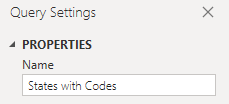 Query Settings
PROPERTIES
Name
States with Codes